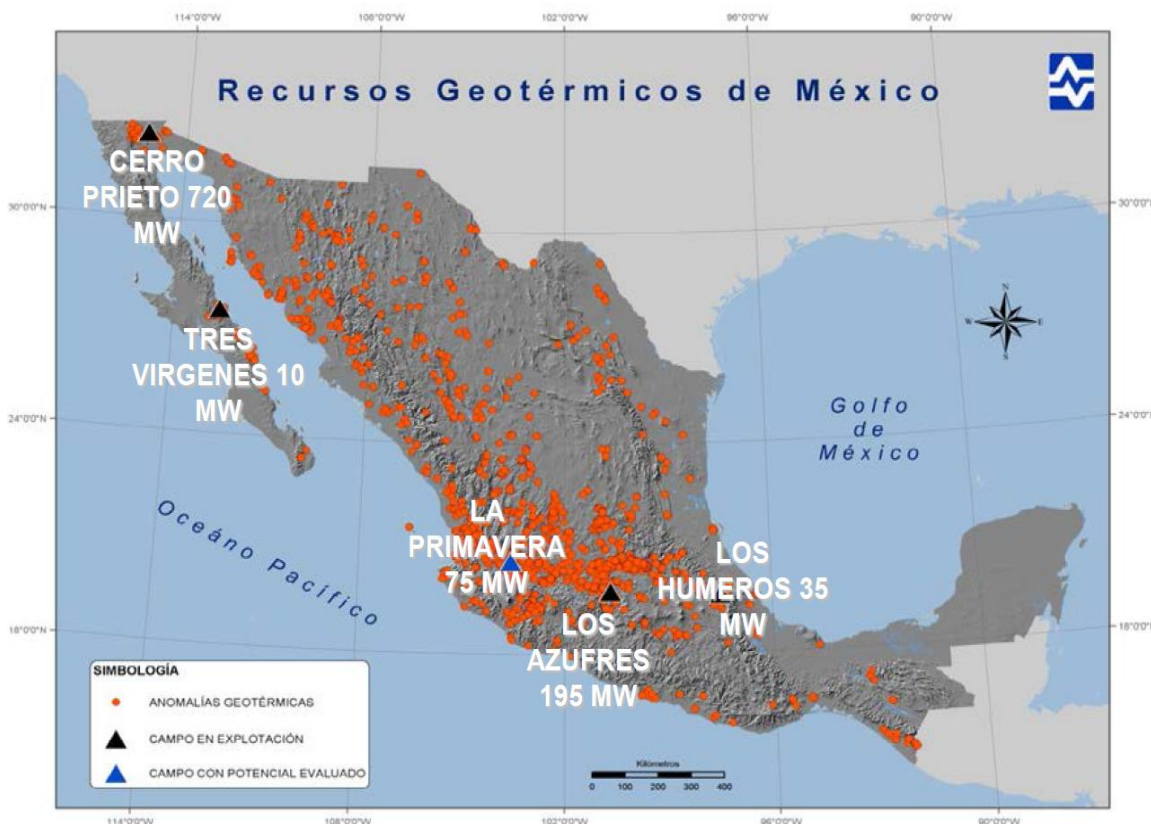 114°0'0"W 108°0'0"W 102°0'0"W 96°0'0"W 90°0'0"W
Recursos Geotérmicos de México
CERRO
PRIETO 720
MW
30°0'0"N 30°0'0"N
N
W E
S
TRES
VIRGENES 10
MW
24°0'0"N 24°0'0"N
Golfo
de
México
Océano Pacífico
LA
PRIMAVERA
75 MW
LOS
HUMEROS 35
MW
LOS
AZUFRES
195 MW
18°0'0"N 18°0'0"N
SIMBOLOGÍA
ANOMALÍAS GEOTÉRMICAS
CAMPO EN EXPLOTACIÓN
CAMPO CON POTENCIAL EVALUADO
Kilómetros
0 100 200 300 400
114°0'0"W 108°0'0"W 102°0'0"W 96°0'0"W 90°0'0"W